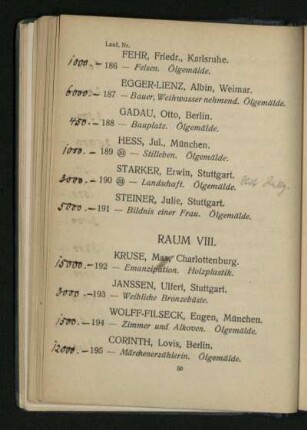 Lauf. Nr.
FEHR, Friedr., Karlsruhe.
1000.– 186 — Felsen. Ölgemälde.
EGGER-LIENZ, Albin, Weimar.
6000.– 187 — Bauer, Weihwasser nehmend. Ölgemälde.
GADAU, Otto, Berlin.
450.– 188 — Bauplatz. Ölgemälde.
HESS, Jul., München.
1000.– 189 — Stilleben. Ölgemälde.
STARKER, Erwin, Stuttgart.
3000.– 190 — Landschaft. Ölgemälde.
STEINER, Julie, Stuttgart.
5000.– 191 — Bildnis einer Frau. Ölgemälde.
RAUM VIII.
KRUSE, Max, Charlottenburg.
15000.– 192 — Emanzipation. Holzplastik.
JANSSEN, Ulfert, Stuttgart.
3000.– 193 — Weibliche Bronzebüste.
WOLFF-FILSECK, Eugen, München.
1500.– 194 — Zimmer und Alkoven. Ölgemälde.
CORINTH, Lovis, Berlin.
12000.– 195 — Märchenerzählerin. Ölgemälde.
50